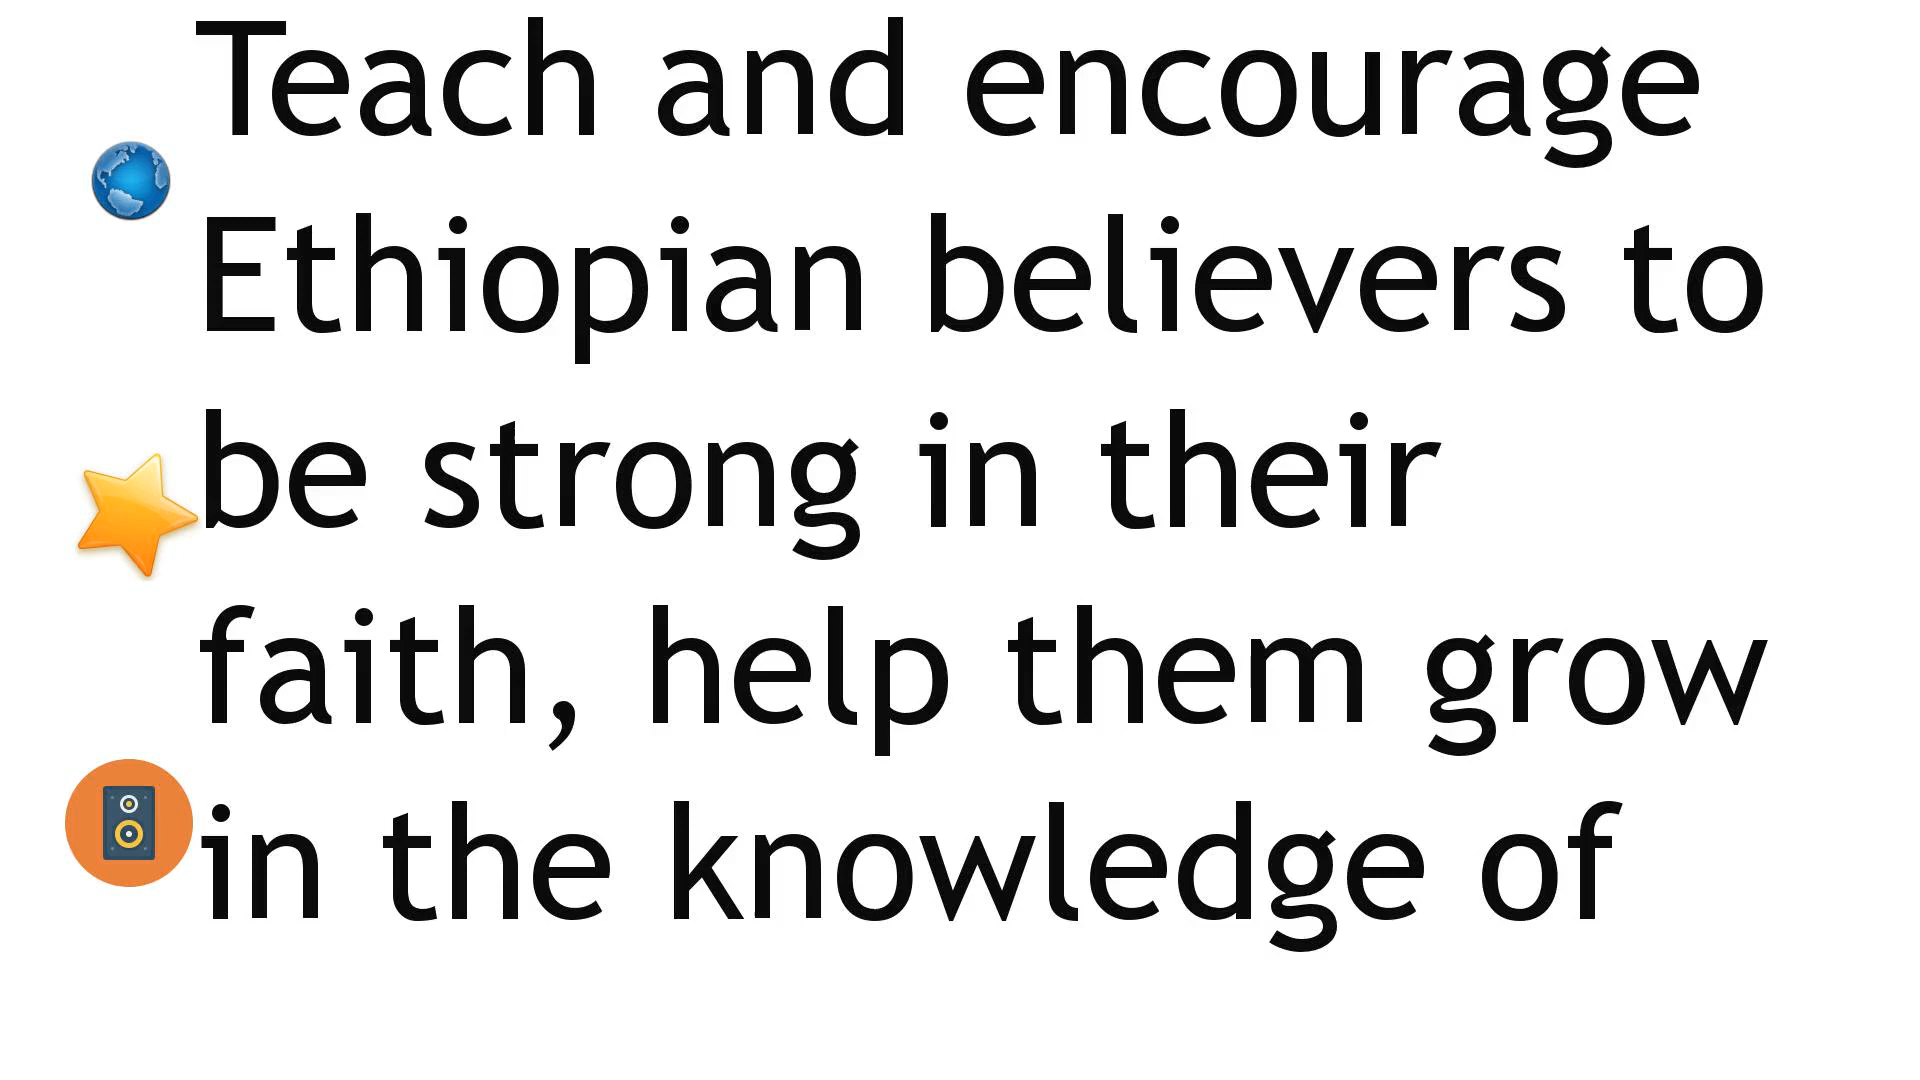 Teach and encourage
Ethiopian believers to
be strong in their
faith, help them grow
in the knowledge of